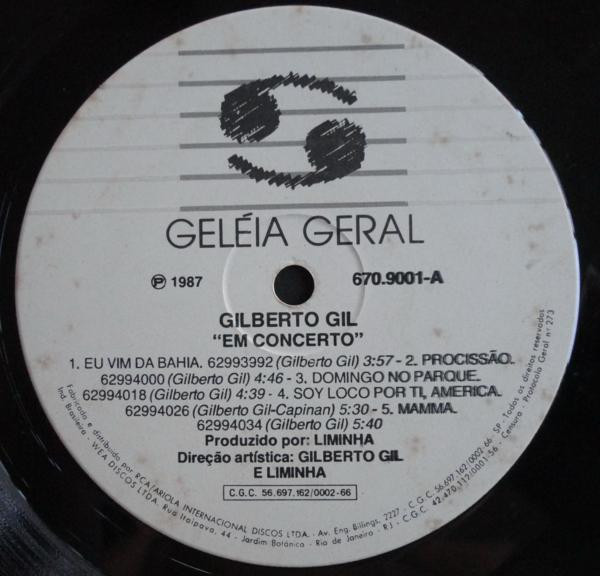 GELÉIA GERAL
℗ 1987 670.9001-A
GILBERTO GIL
"EM CONCERTO"
1. EU VIM DA BAHIA. 62993992 (Gilberto Gil) 3:57 - 2. PROCISSÃO.
62994000 (Gilberto Gil) 4:46 - 3. DOMINGO NO PARQUE.
62994018 (Gilberto Gil) 4:39 - 4. SOY LOCO POR TI, AMERICA.
62994026 (Gilberto Gil-Capinan) 5:30 - 5. MAMMA.
62994034 (Gilberto Gil) 5:40
Produzido por: LIMINHA
Direção artística: GILBERTO GIL
E LIMINHA
C.G.C. 56.697.162/0002-66
Fabricado e distribuido por RCA/ARIOLA INTERNACIONAL DISCOS LTDA. - Av. Eng. Billings, 2227 - C.G.C. 56.697.162/0002-66 SP - Todos os direitos reservados
Ind. Brasileira - WEA DISCOS LTDA. Rua Itaipava, 44 - Jardim Botânico - Rio de Janeiro - RJ - C.G.C. 42.470.112/0001-56 - Censura - Protocolo Geral nº 273